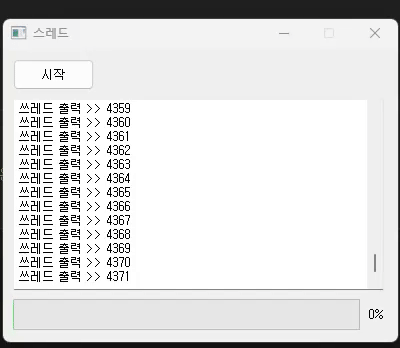 스레드
시작
쓰레드 출력 >> 4359
쓰레드 출력 >> 4360
쓰레드 출력 >> 4361
쓰레드 출력 >> 4362
쓰레드 출력 >> 4363
쓰레드 출력 >> 4364
쓰레드 출력 >> 4365
쓰레드 출력 >> 4366
쓰레드 출력 >> 4367
쓰레드 출력 >> 4368
쓰레드 출력 >> 4369
쓰레드 출력 >> 4370
쓰레드 출력 >> 4371
0%